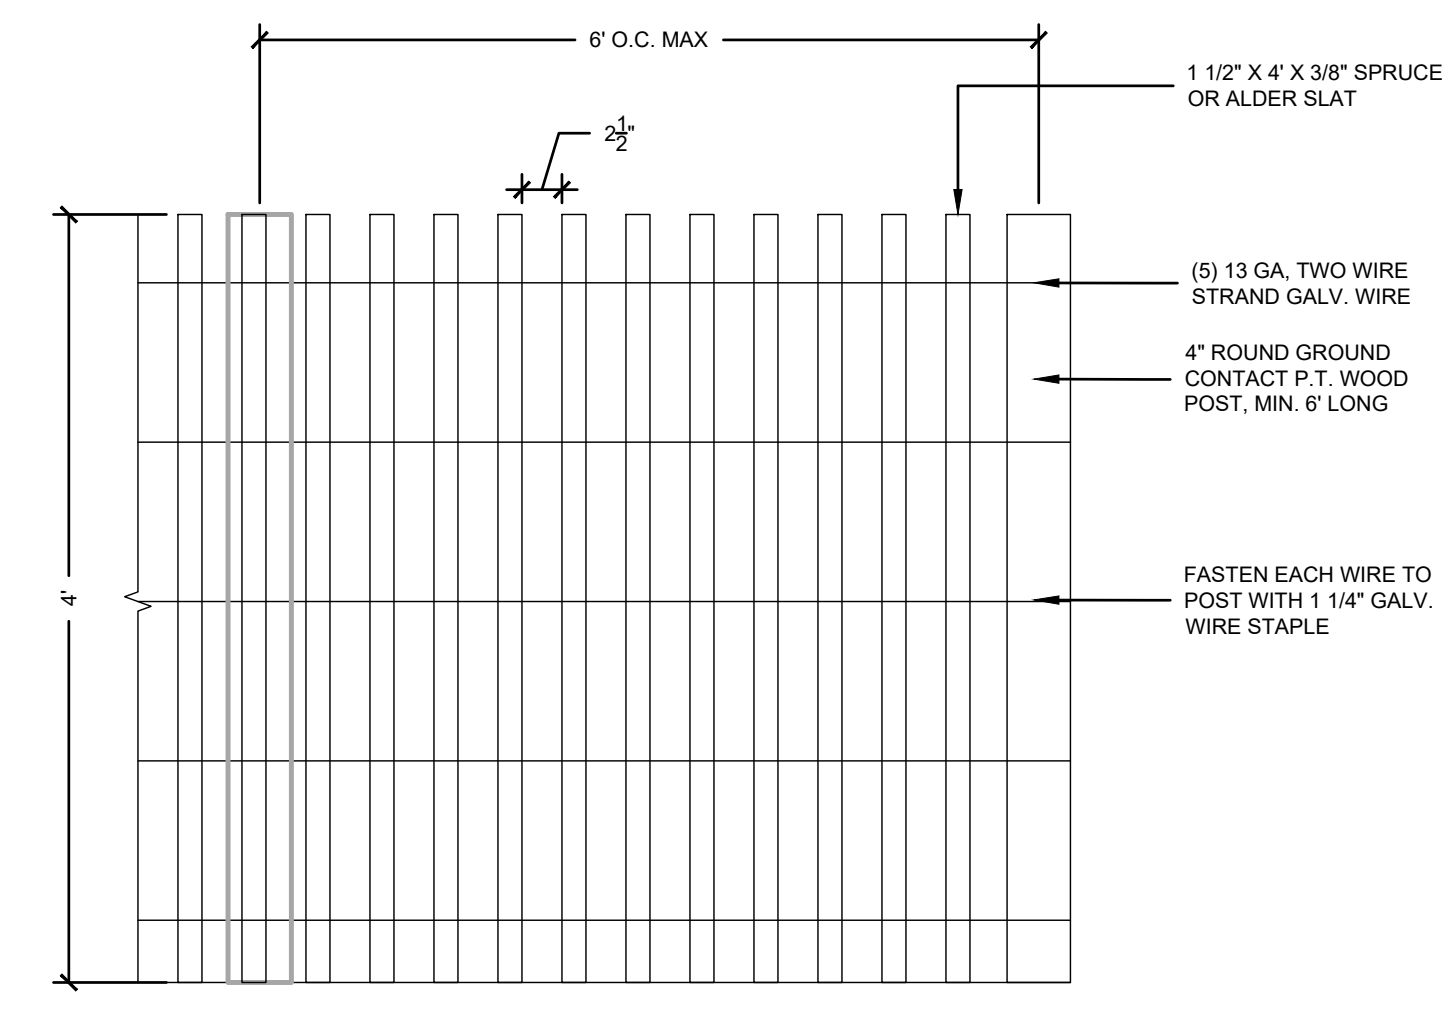 6' O.C. MAX
1 1/2" X 4' X 3/8" SPRUCE
OR ALDER SLAT
2 1/2"
(5) 13 GA, TWO WIRE
STRAND GALV. WIRE
4" ROUND GROUND
CONTACT P.T. WOOD
POST, MIN. 6' LONG
FASTEN EACH WIRE TO
POST WITH 1 1/4" GALV.
WIRE STAPLE
4'